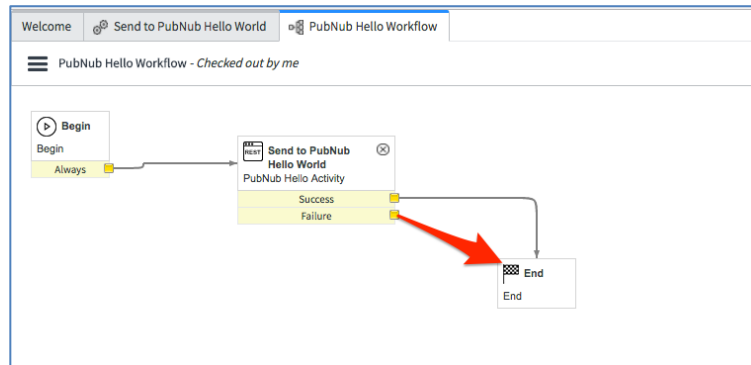 Welcome
Send to PubNub Hello World
PubNub Hello Workflow
PubNub Hello Workflow - Checked out by me
Begin
Begin
Always
REST
Send to PubNub
Hello World
PubNub Hello Activity
Success
Failure
End
End